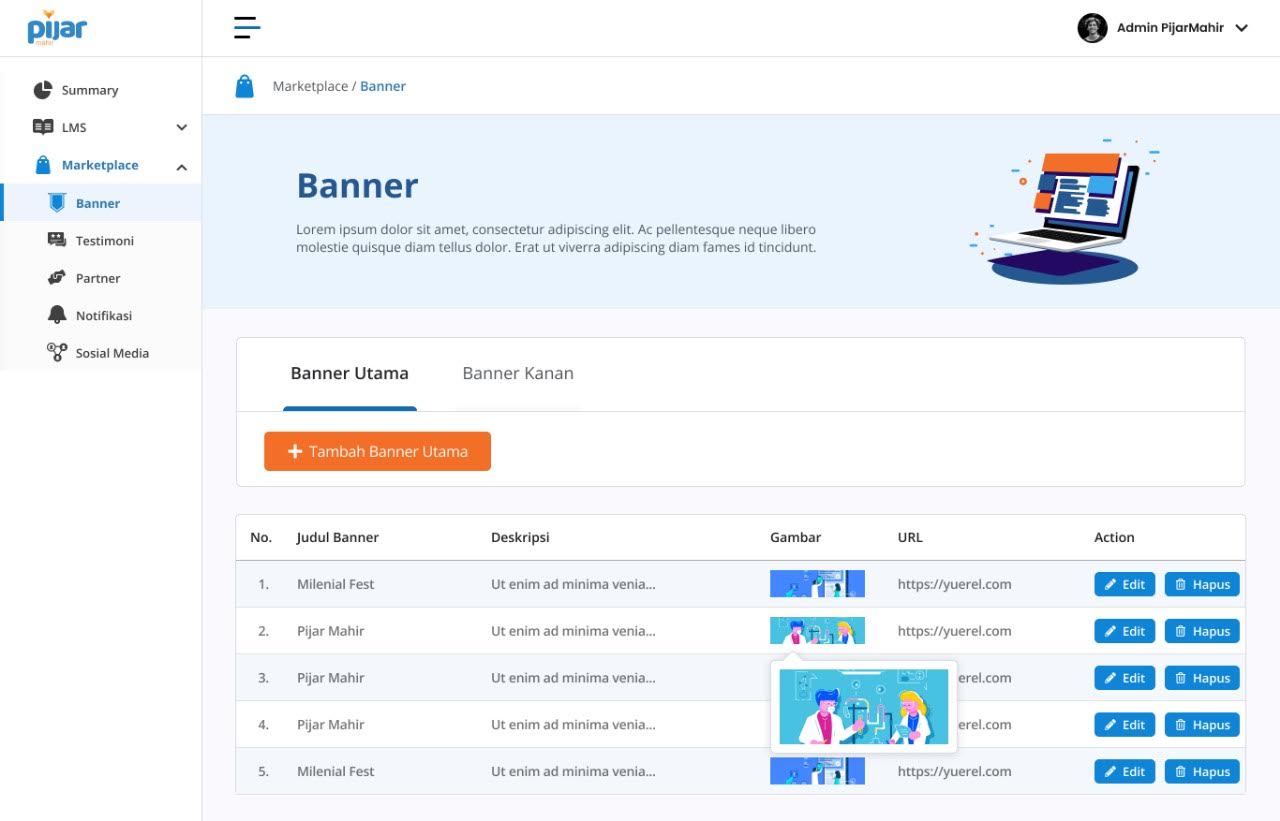 pijar
mahir
Admin PijarMahir
Summary
LMS
Marketplace
Banner
Testimoni
Partner
Notifikasi
Sosial Media
Marketplace / Banner
Banner
Lorem ipsum dolor sit amet, consectetur adipiscing elit. Ac pellentesque neque libero
molestie quisque diam tellus dolor. Erat ut viverra adipiscing diam fames id tincidunt.
Banner Utama Banner Kanan
Tambah Banner Utama
No. Judul Banner Deskripsi Gambar URL Action
1. Milenial Fest Ut enim ad minima venia... https://yuerel.com Edit Hapus
2. Pijar Mahir Ut enim ad minima venia... https://yuerel.com Edit Hapus
3. Pijar Mahir Ut enim ad minima venia... erel.com Edit Hapus
4. Pijar Mahir Ut enim ad minima venia... erel.com Edit Hapus
5. Milenial Fest Ut enim ad minima venia... https://yuerel.com Edit Hapus